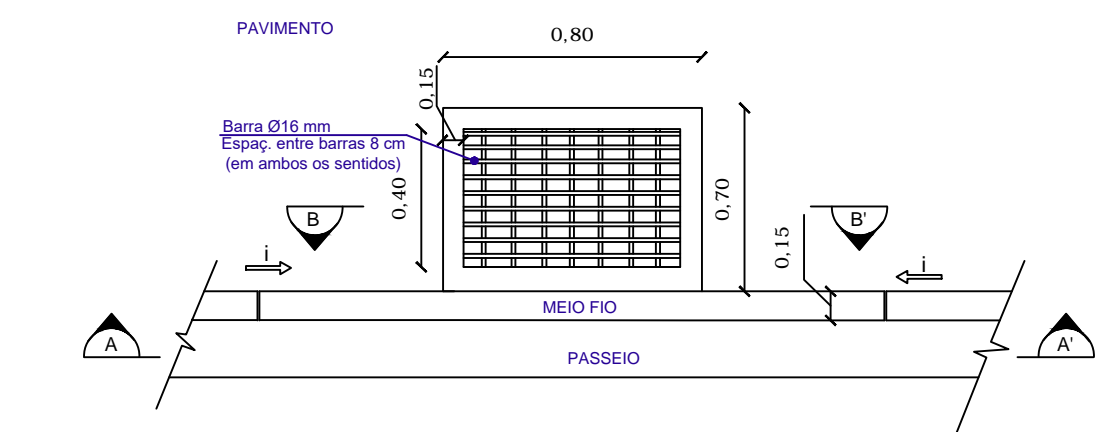 PAVIMENTO
0,80
0,15
Barra Ø16 mm
Espaç. entre barras 8 cm
(em ambos os sentidos)
0,40
0,70
B
B'
0,15
i
i
MEIO FIO
A
A'
PASSEIO